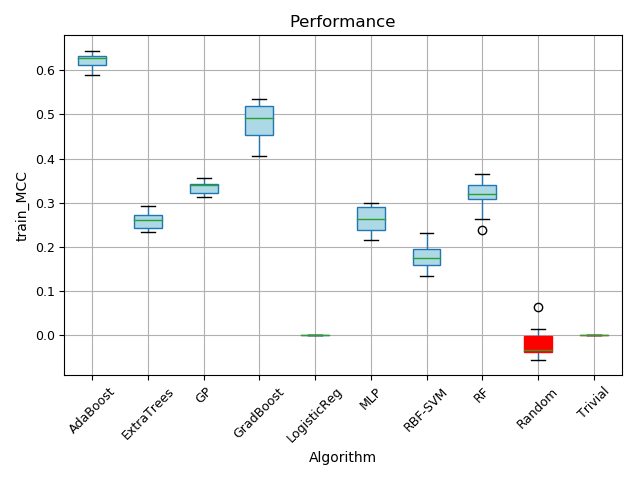 Performance
train_MCC
0.6
0.5
0.4
0.3
0.2
0.1
0.0
AdaBoost
ExtraTrees
GP
GradBoost
LogisticReg
MLP
RBF-SVM
RF
Random
Trivial
Algorithm